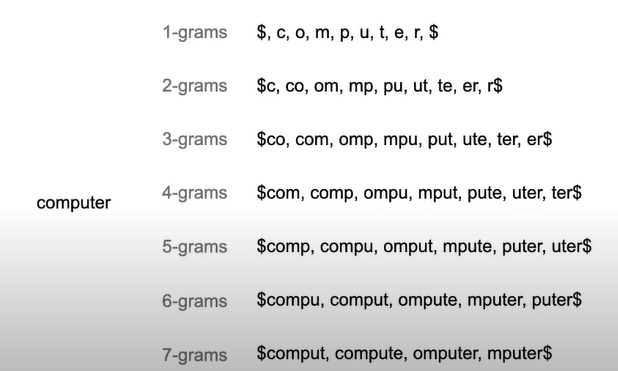 1-grams $, c, o, m, p, u, t, e, r, $
2-grams $c, co, om, mp, pu, ut, te, er, r$
3-grams $co, com, omp, mpu, put, ute, ter, er$
4-grams $com, comp, ompu, mput, pute, uter, ter$
computer
5-grams $comp, compu, omput, mpute, puter, uter$
6-grams $compu, comput, ompute, mputer, puter$
7-grams $comput, compute, omputer, mputer$